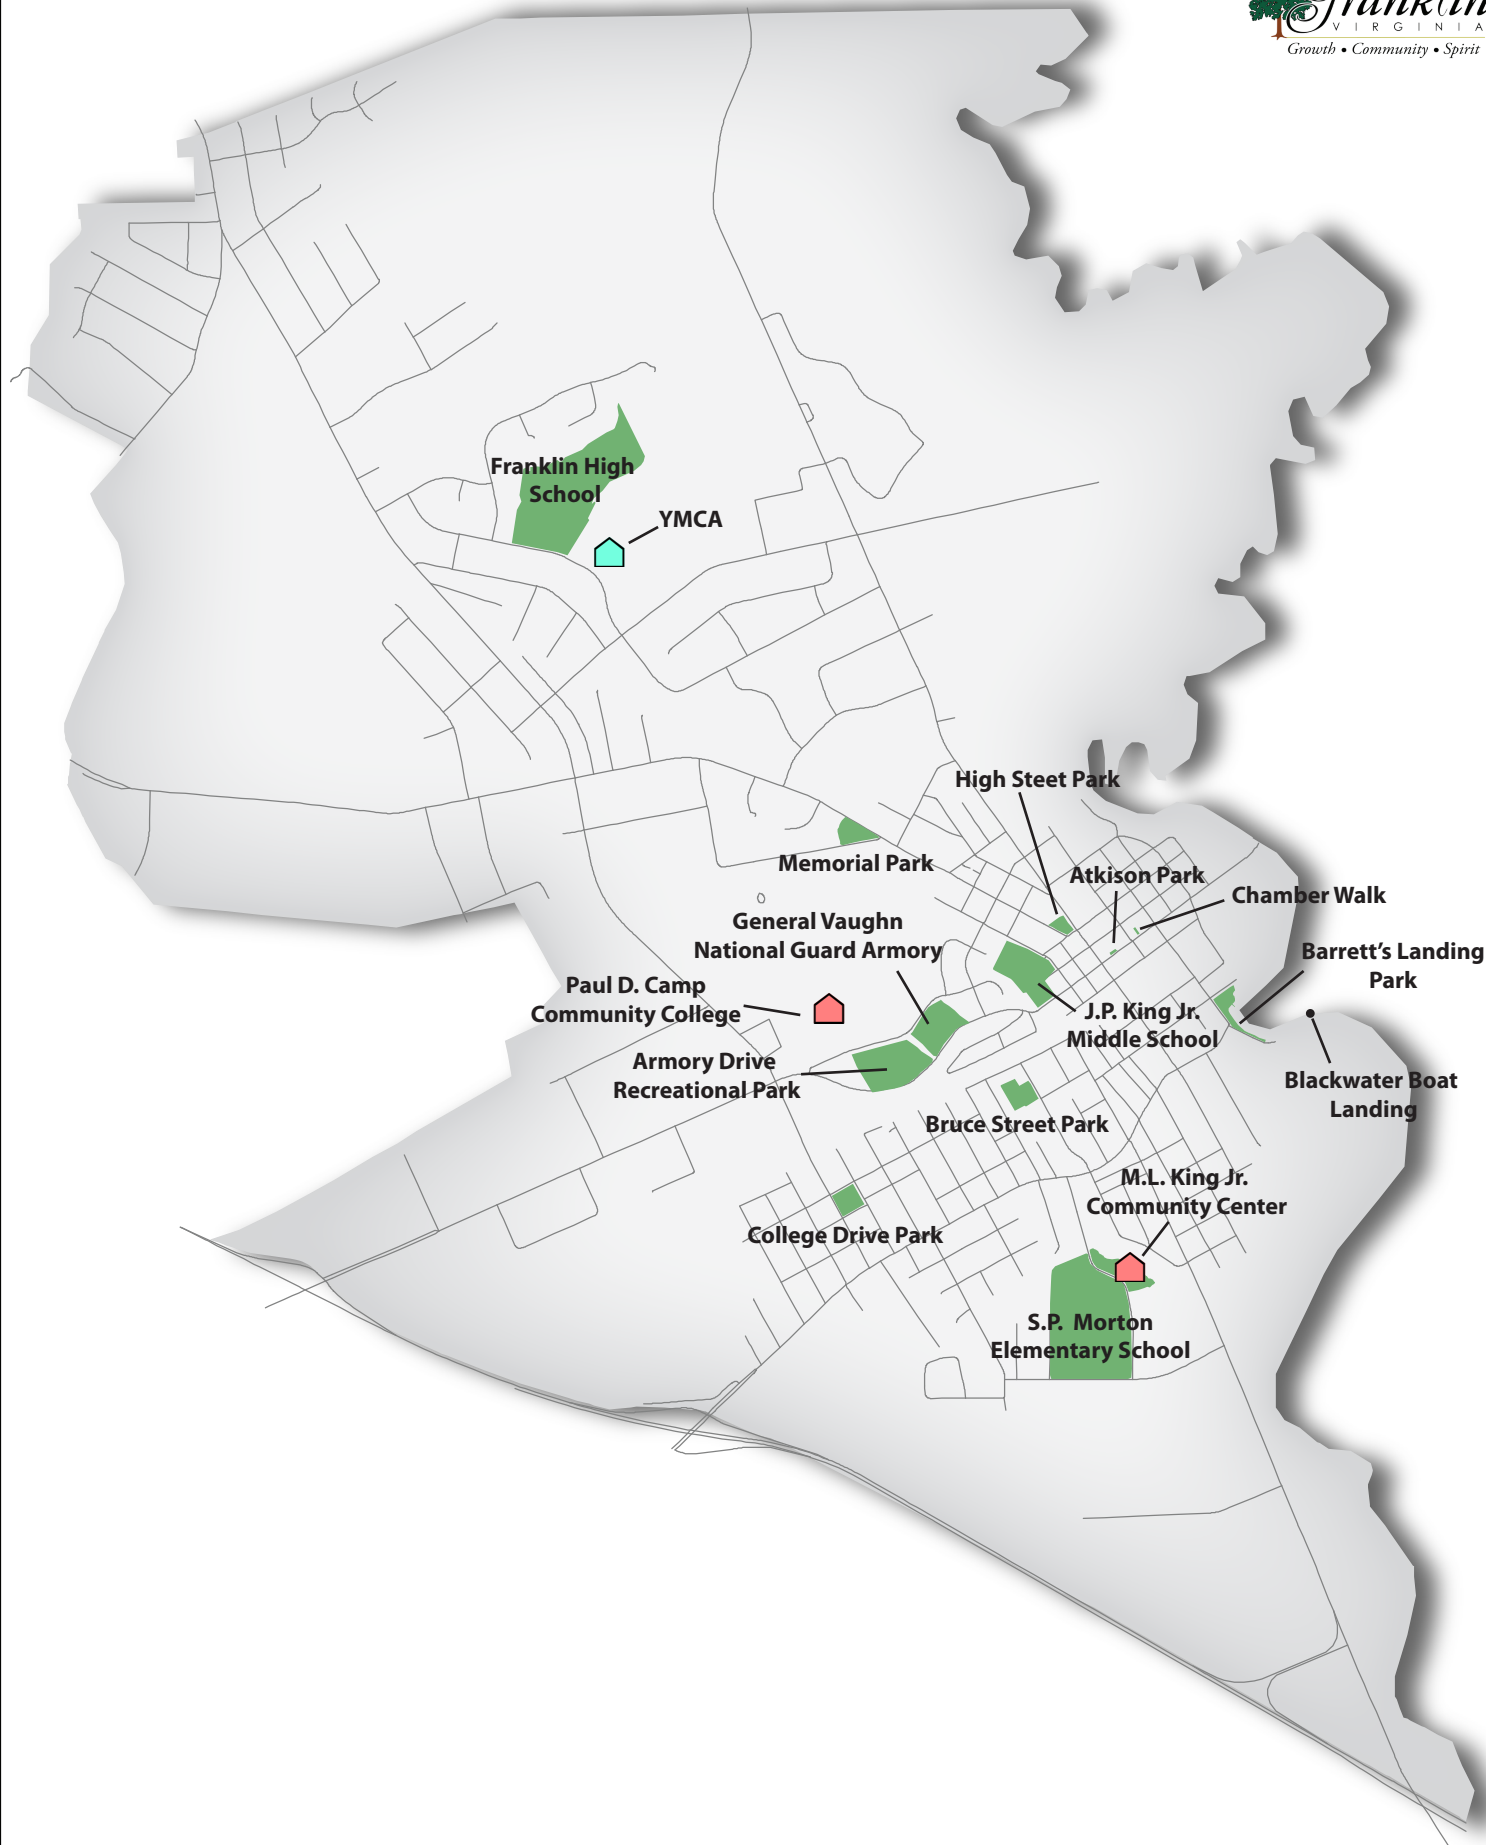 Franklin
VIRGINIA
Growth • Community • Spirit
Franklin High
School
YMCA
High Steet Park
Memorial Park
Atkison Park
Chamber Walk
General Vaughn
National Guard Armory
Barrett’s Landing
Park
Paul D. Camp
Community College
J.P. King Jr.
Middle School
Armory Drive
Recreational Park
Blackwater Boat
Landing
Bruce Street Park
M.L. King Jr.
Community Center
College Drive Park
S.P. Morton
Elementary School